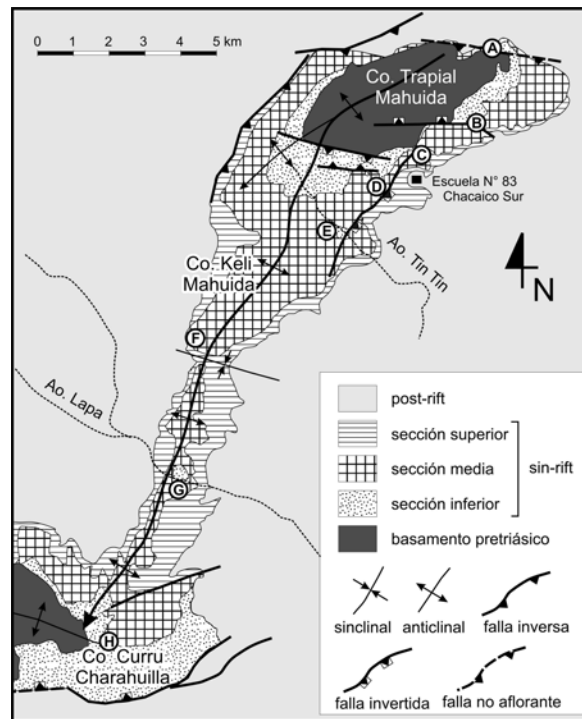 0 1 2 3 4 5 km
A
Co. Trapial
Mahuida
B
C
Escuela N° 83
Chacaico Sur
D
E
Ao. Tin Tin
N
Co. Keli
Mahuida
F
Ao. Lapa
G
H
Co. Curru
Charahuilla
post-rift
sección superior
sección media
sin-rift
sección inferior
basamento pretriásico
sinclinal
anticlinal
falla inversa
falla invertida
falla no aflorante